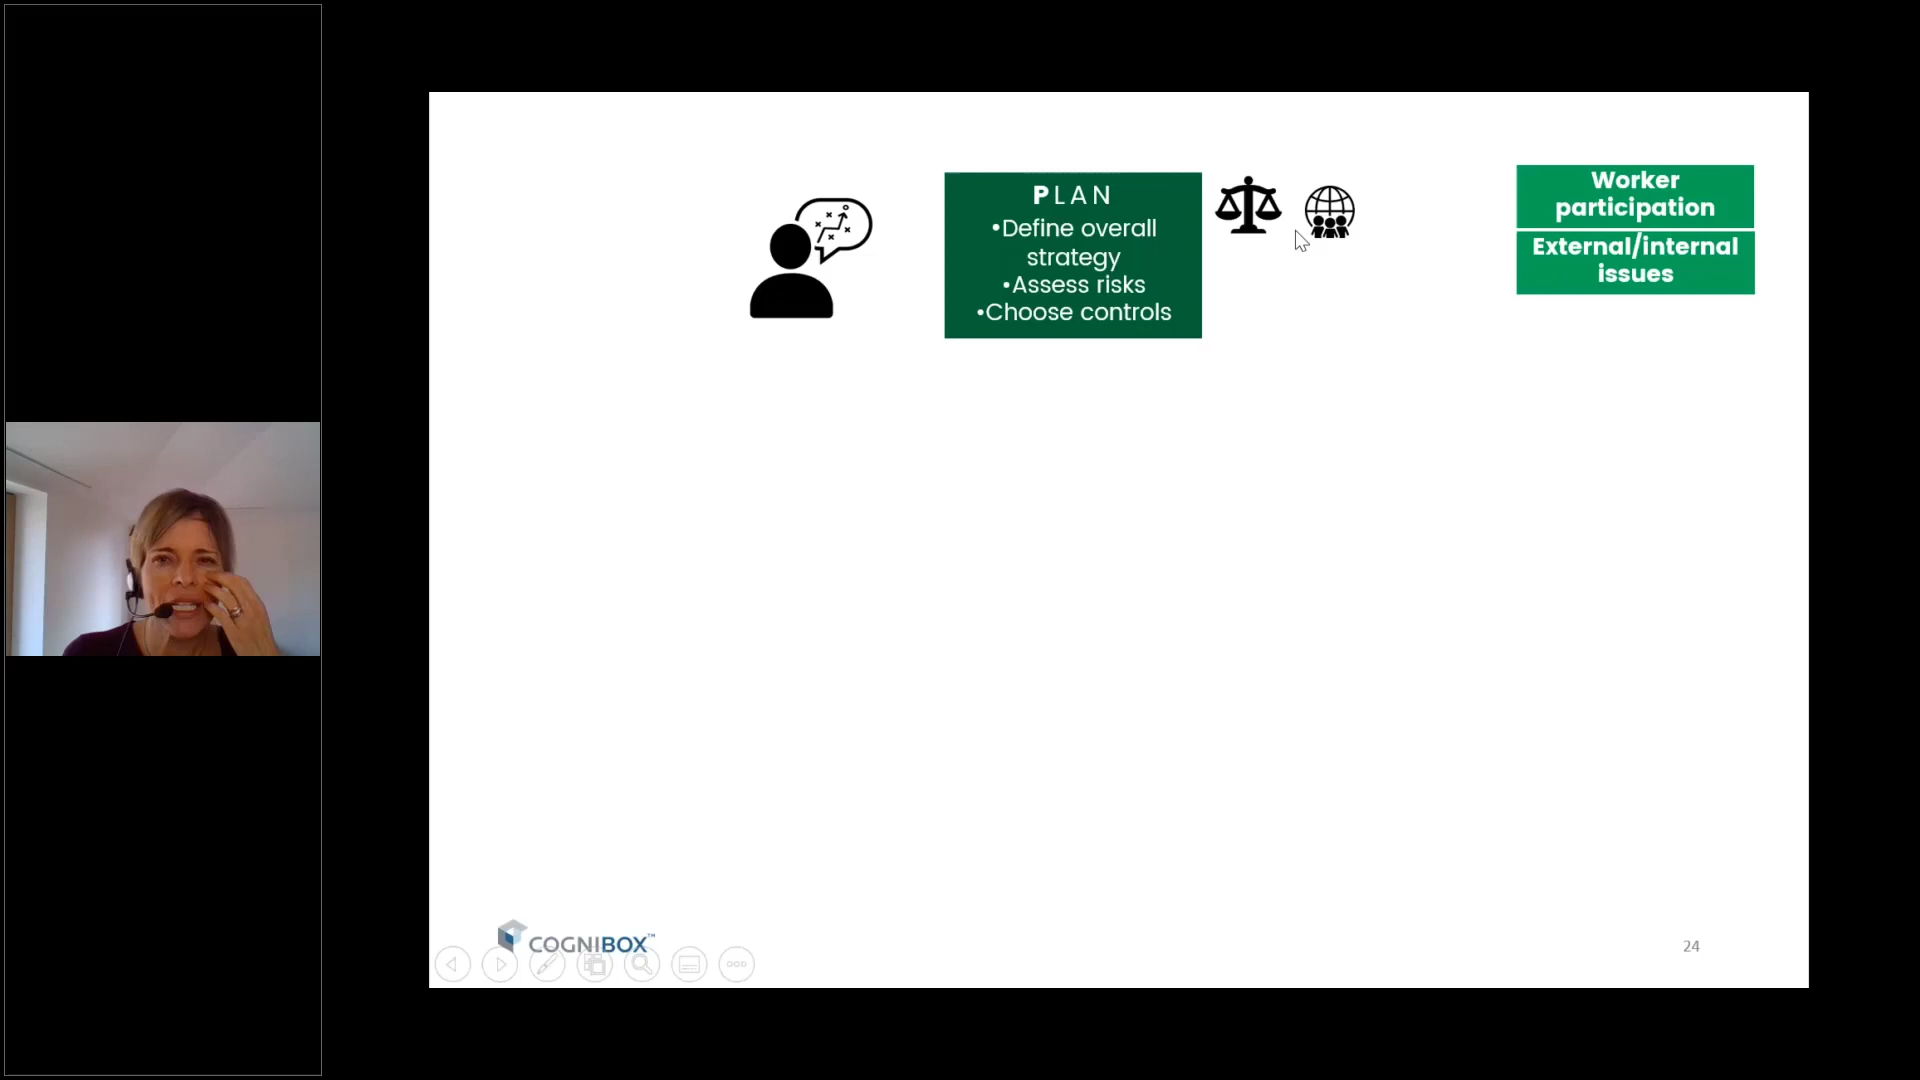 PLAN
•Define overall
strategy
•Assess risks
•Choose controls
Worker
participation
External/internal
issues
COGNIBOX™
24